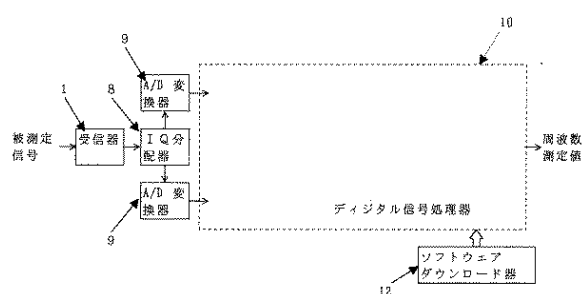 9
10
A/D 変
換器
1
8
被測定
信号
受信器
IQ分
配器
周波数
測定値
A/D 変
換器
9
ディジタル信号処理器
ソフトウェア
ダウンロード器
12